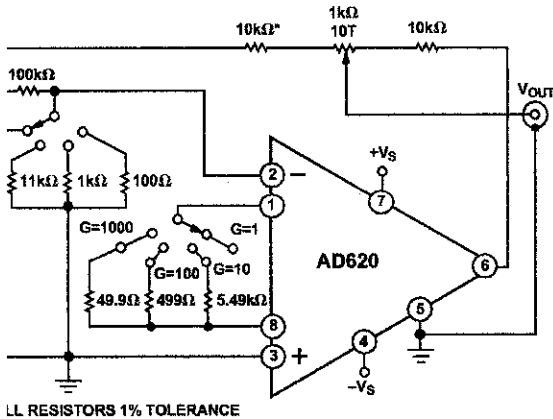 10kΩ*
1kΩ
10T
10kΩ
100kΩ
VOUT
11kΩ
1kΩ
100Ω
2
−
+VS
1
7
G=1000
G=1
G=100
G=10
AD620
6
49.9Ω
499Ω
5.49kΩ
5
8
4
3
+
−VS
LL RESISTORS 1% TOLERANCE